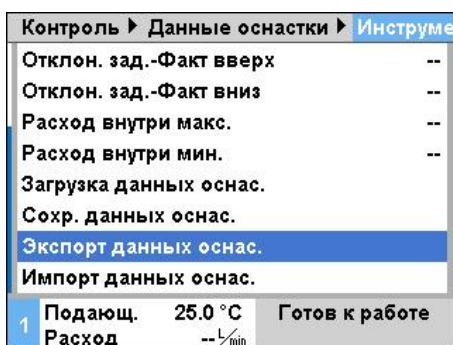 Контроль ▶ Данные оснастки ▶ Инструме
Отклон. зад.-Факт вверх --
Отклон. зад.-Факт вниз --
Расход внутри макс. --
Расход внутри мин. --
Загрузка данных оснас.
Сохр. данных оснас.
Экспорт данных оснас.
Импорт данных оснас.
1 Подающ. 25.0 °C Готов к работе
Расход -- L/min